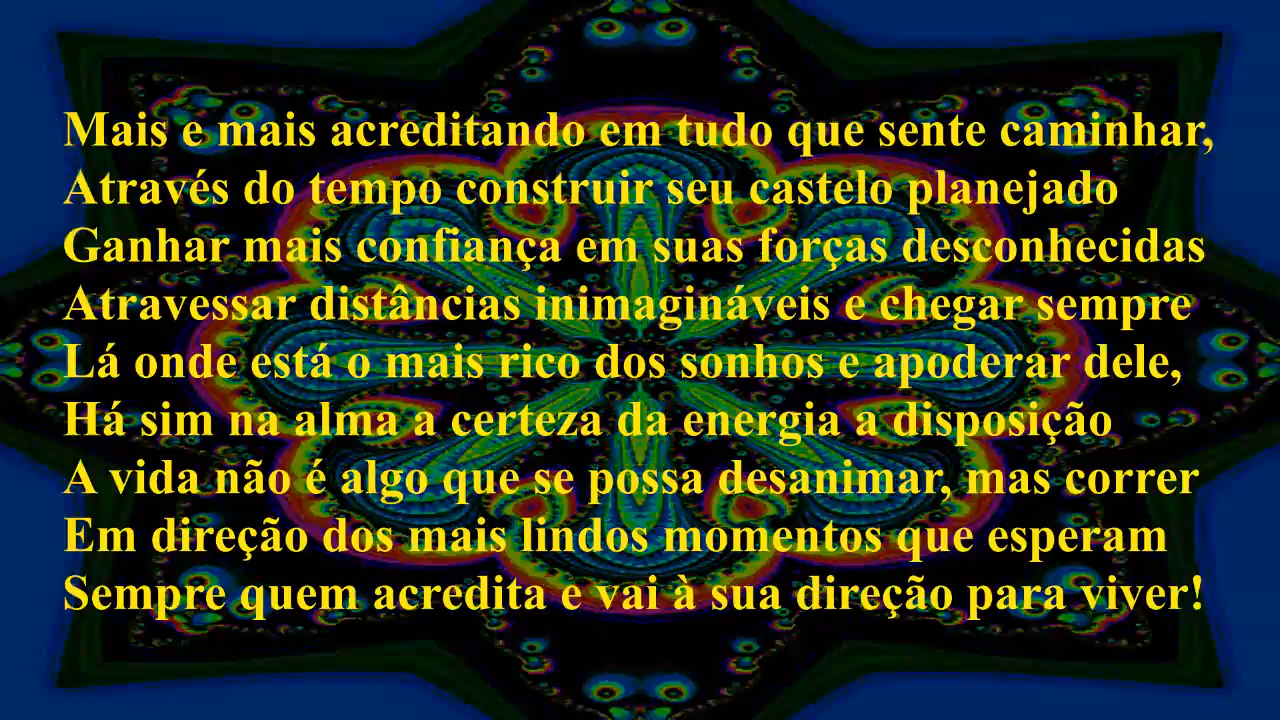 Mais e mais acreditando em tudo que sente caminhar,
Através do tempo construir seu castelo planejado
Ganhar mais confiança em suas forças desconhecidas
Atravessar distâncias inimagináveis e chegar sempre
Lá onde está o mais rico dos sonhos e apoderar dele,
Há sim na alma a certeza da energia a disposição
A vida não é algo que se possa desanimar, mas correr
Em direção dos mais lindos momentos que esperam
Sempre quem acredita e vai à sua direção para viver!